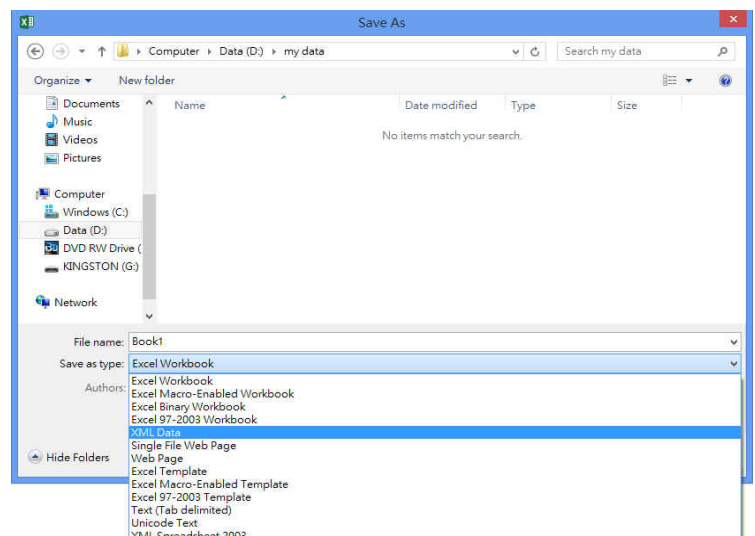 Save As
Computer Data (D:) my data
Search my data
Organize New folder
Name Date modified Type Size
No items match your search.
Documents
Music
Videos
Pictures
Computer
Windows (C:)
Data (D:)
DVD RW Drive (
KINGSTON (G:)
Network
File name: Book1
Save as type: Excel Workbook
Authors:
Excel Workbook
Excel Macro-Enabled Workbook
Excel Binary Workbook
Excel 97-2003 Workbook
XML Data
Single File Web Page
Web Page
Excel Template
Excel Macro-Enabled Template
Excel 97-2003 Template
Text (Tab delimited)
Unicode Text
XML Spreadsheet 2003
Hide Folders